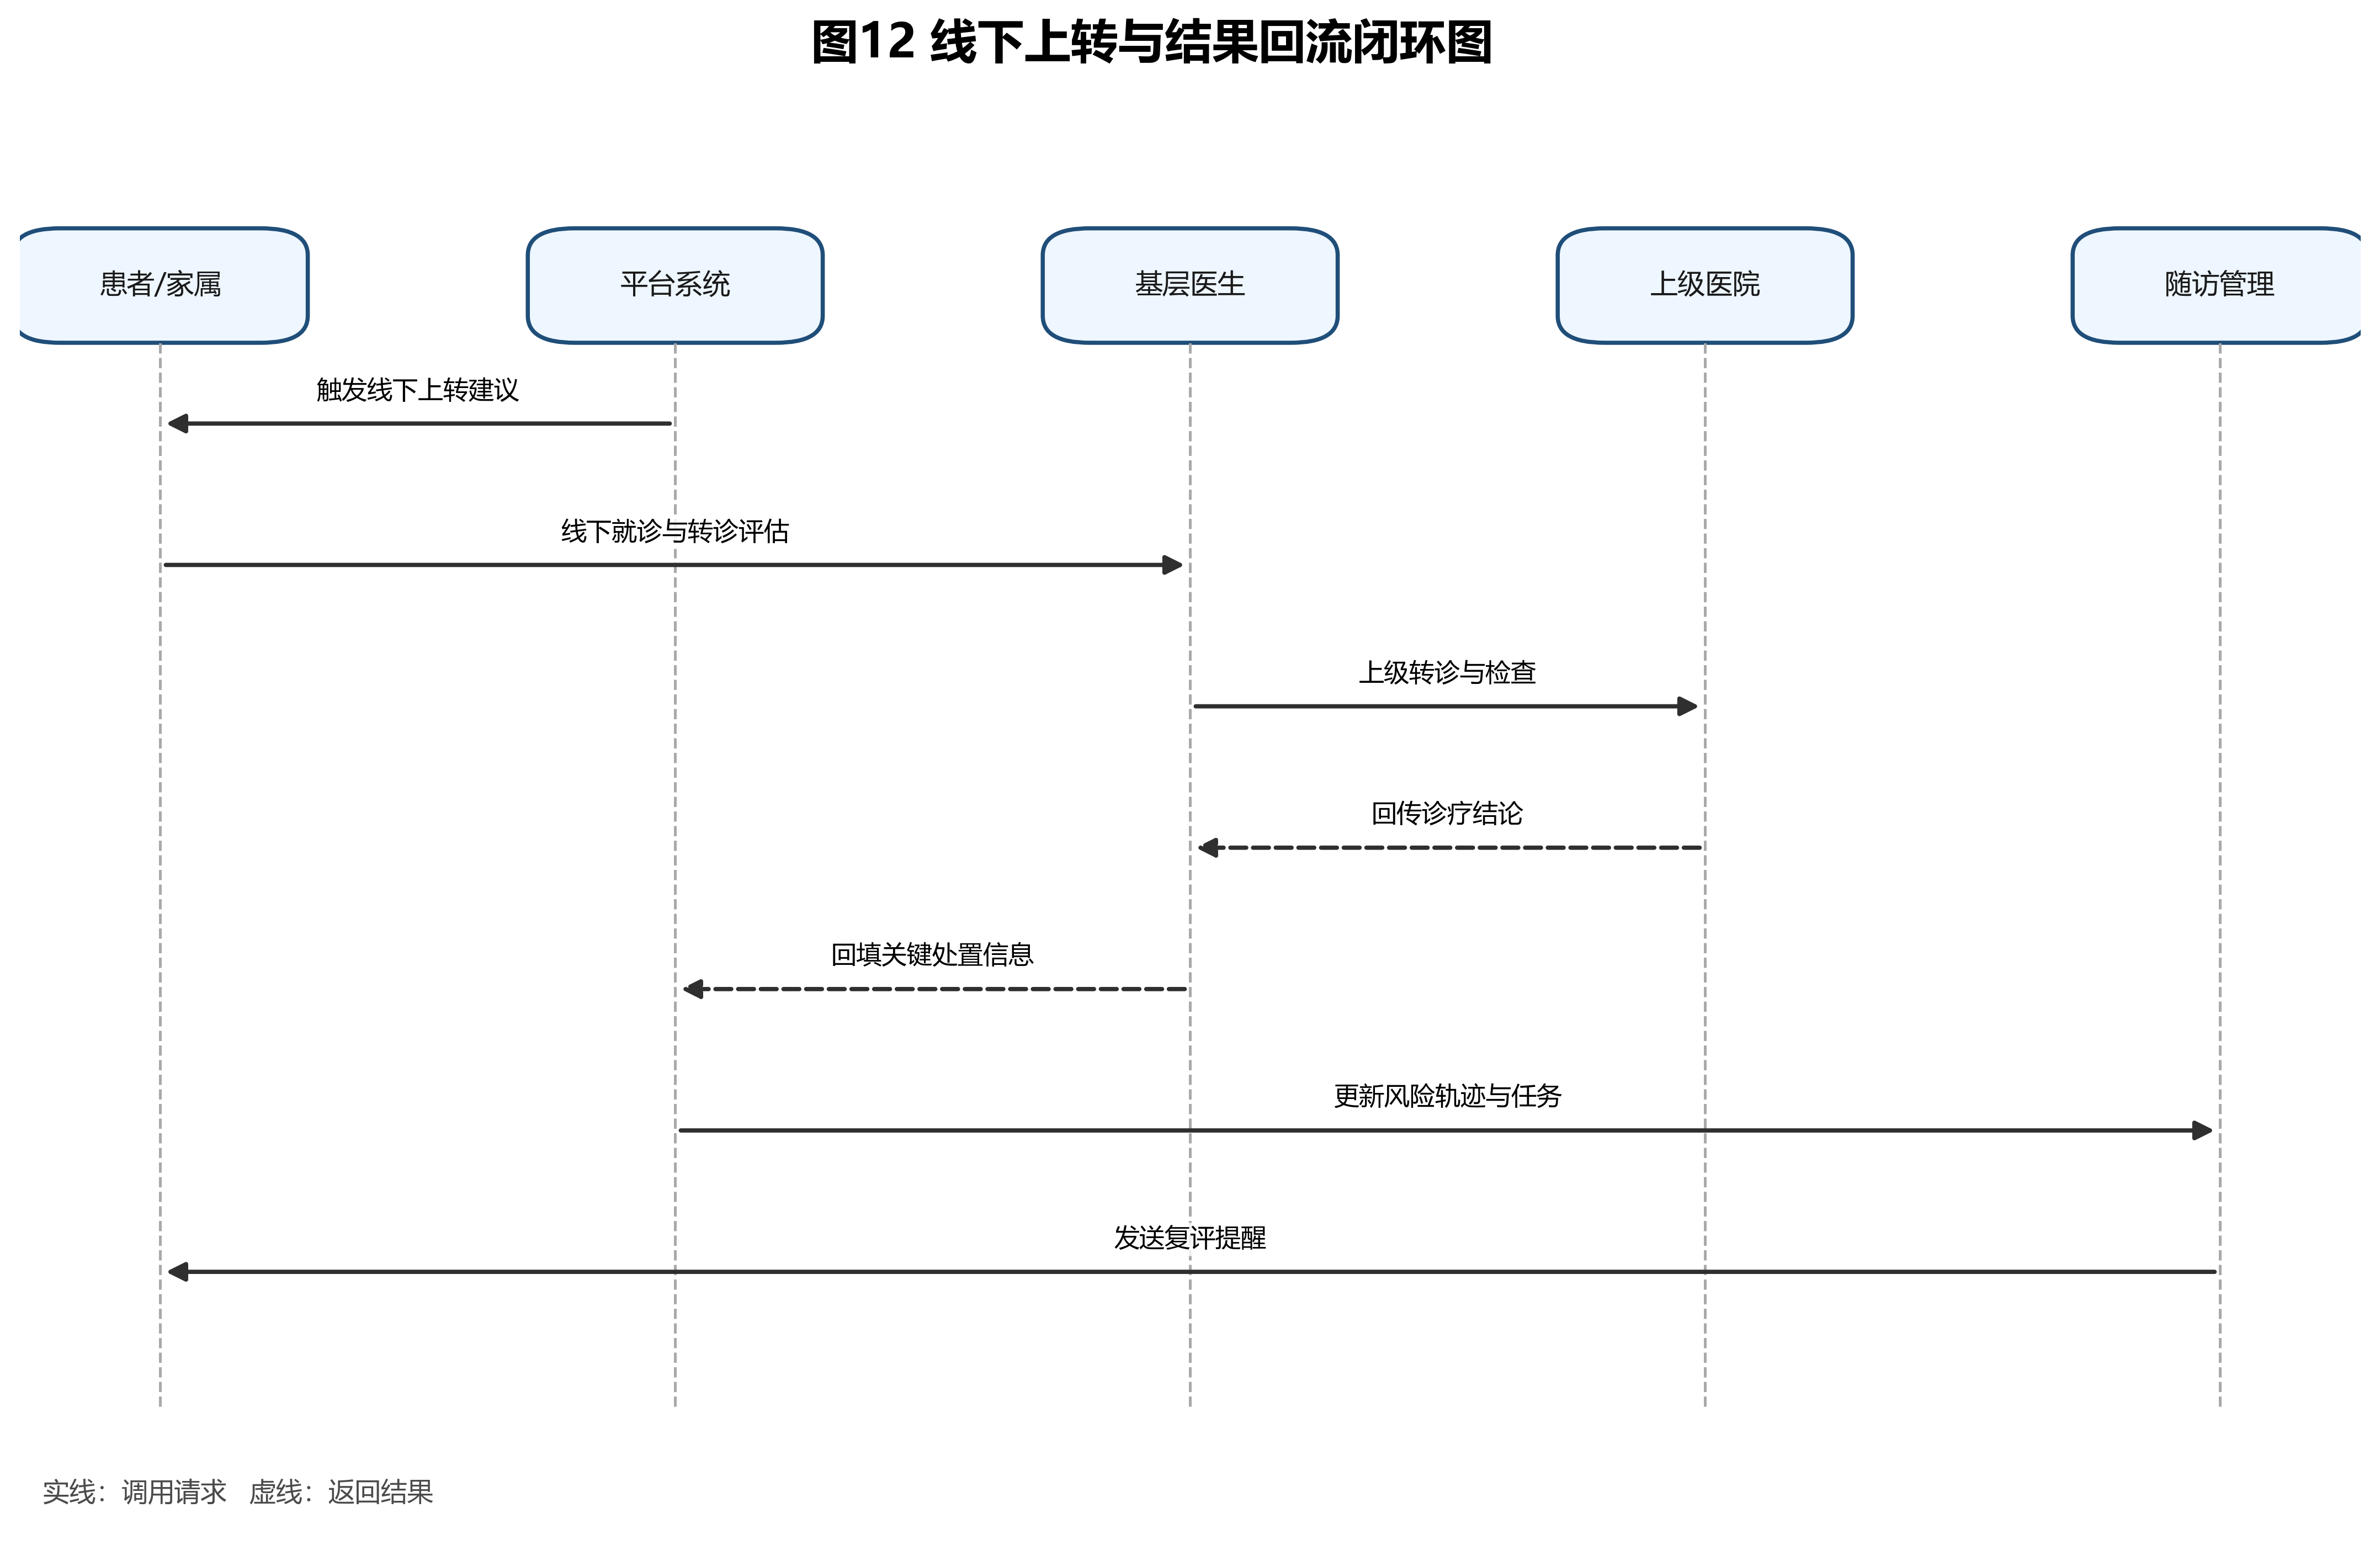 图12 线下上转与结果回流闭环图
患者/家属
平台系统
基层医生
上级医院
随访管理
触发线下上转建议
线下就诊与转诊评估
上级转诊与检查
回传诊疗结论
回填关键处置信息
更新风险轨迹与任务
发送复评提醒
实线：调用请求 虚线：返回结果